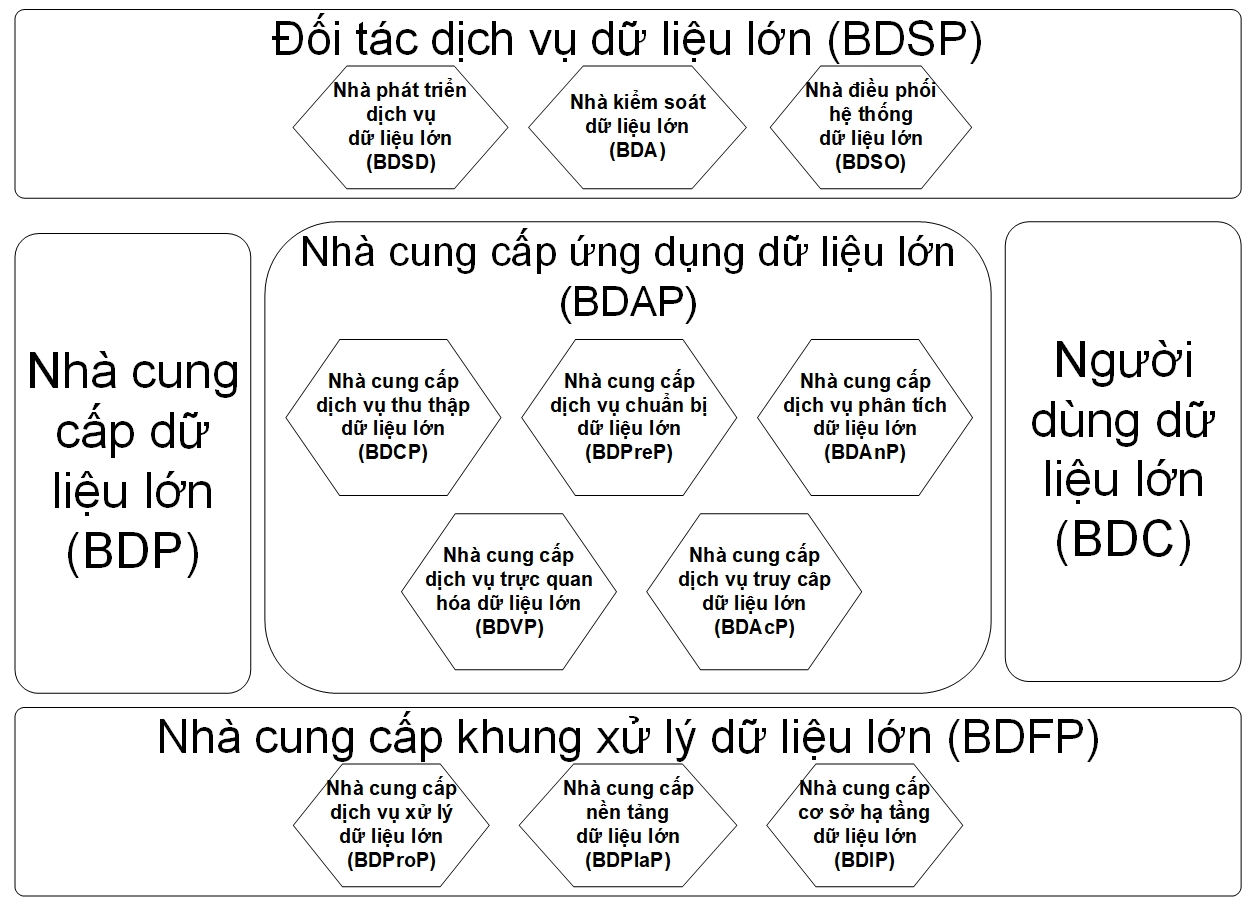 Đối tác dịch vụ dữ liệu lớn (BDSP)
Nhà phát triển
dịch vụ
dữ liệu lớn
(BDSD)
Nhà kiểm soát
dữ liệu lớn
(BDA)
Nhà điều phối
hệ thống
dữ liệu lớn
(BDSO)
Nhà cung
cấp dữ
liệu lớn
(BDP)
Nhà cung cấp ứng dụng dữ liệu lớn
(BDAP)
Nhà cung cấp
dịch vụ thu thập
dữ liệu lớn
(BDCP)
Nhà cung cấp
dịch vụ chuẩn bị
dữ liệu lớn
(BDPreP)
Nhà cung cấp
dịch vụ phân tích
dữ liệu lớn
(BDAnP)
Nhà cung cấp
dịch vụ trực quan
hóa dữ liệu lớn
(BDVP)
Nhà cung cấp
dịch vụ truy câp
dữ liệu lớn
(BDAcP)
Người
dùng dữ
liệu lớn
(BDC)
Nhà cung cấp khung xử lý dữ liệu lớn (BDFP)
Nhà cung cấp
dịch vụ xử lý
dữ liệu lớn
(BDProP)
Nhà cung cấp
nền tảng
dữ liệu lớn
(BDPlaP)
Nhà cung cấp
cơ sở hạ tầng
dữ liệu lớn
(BDIP)